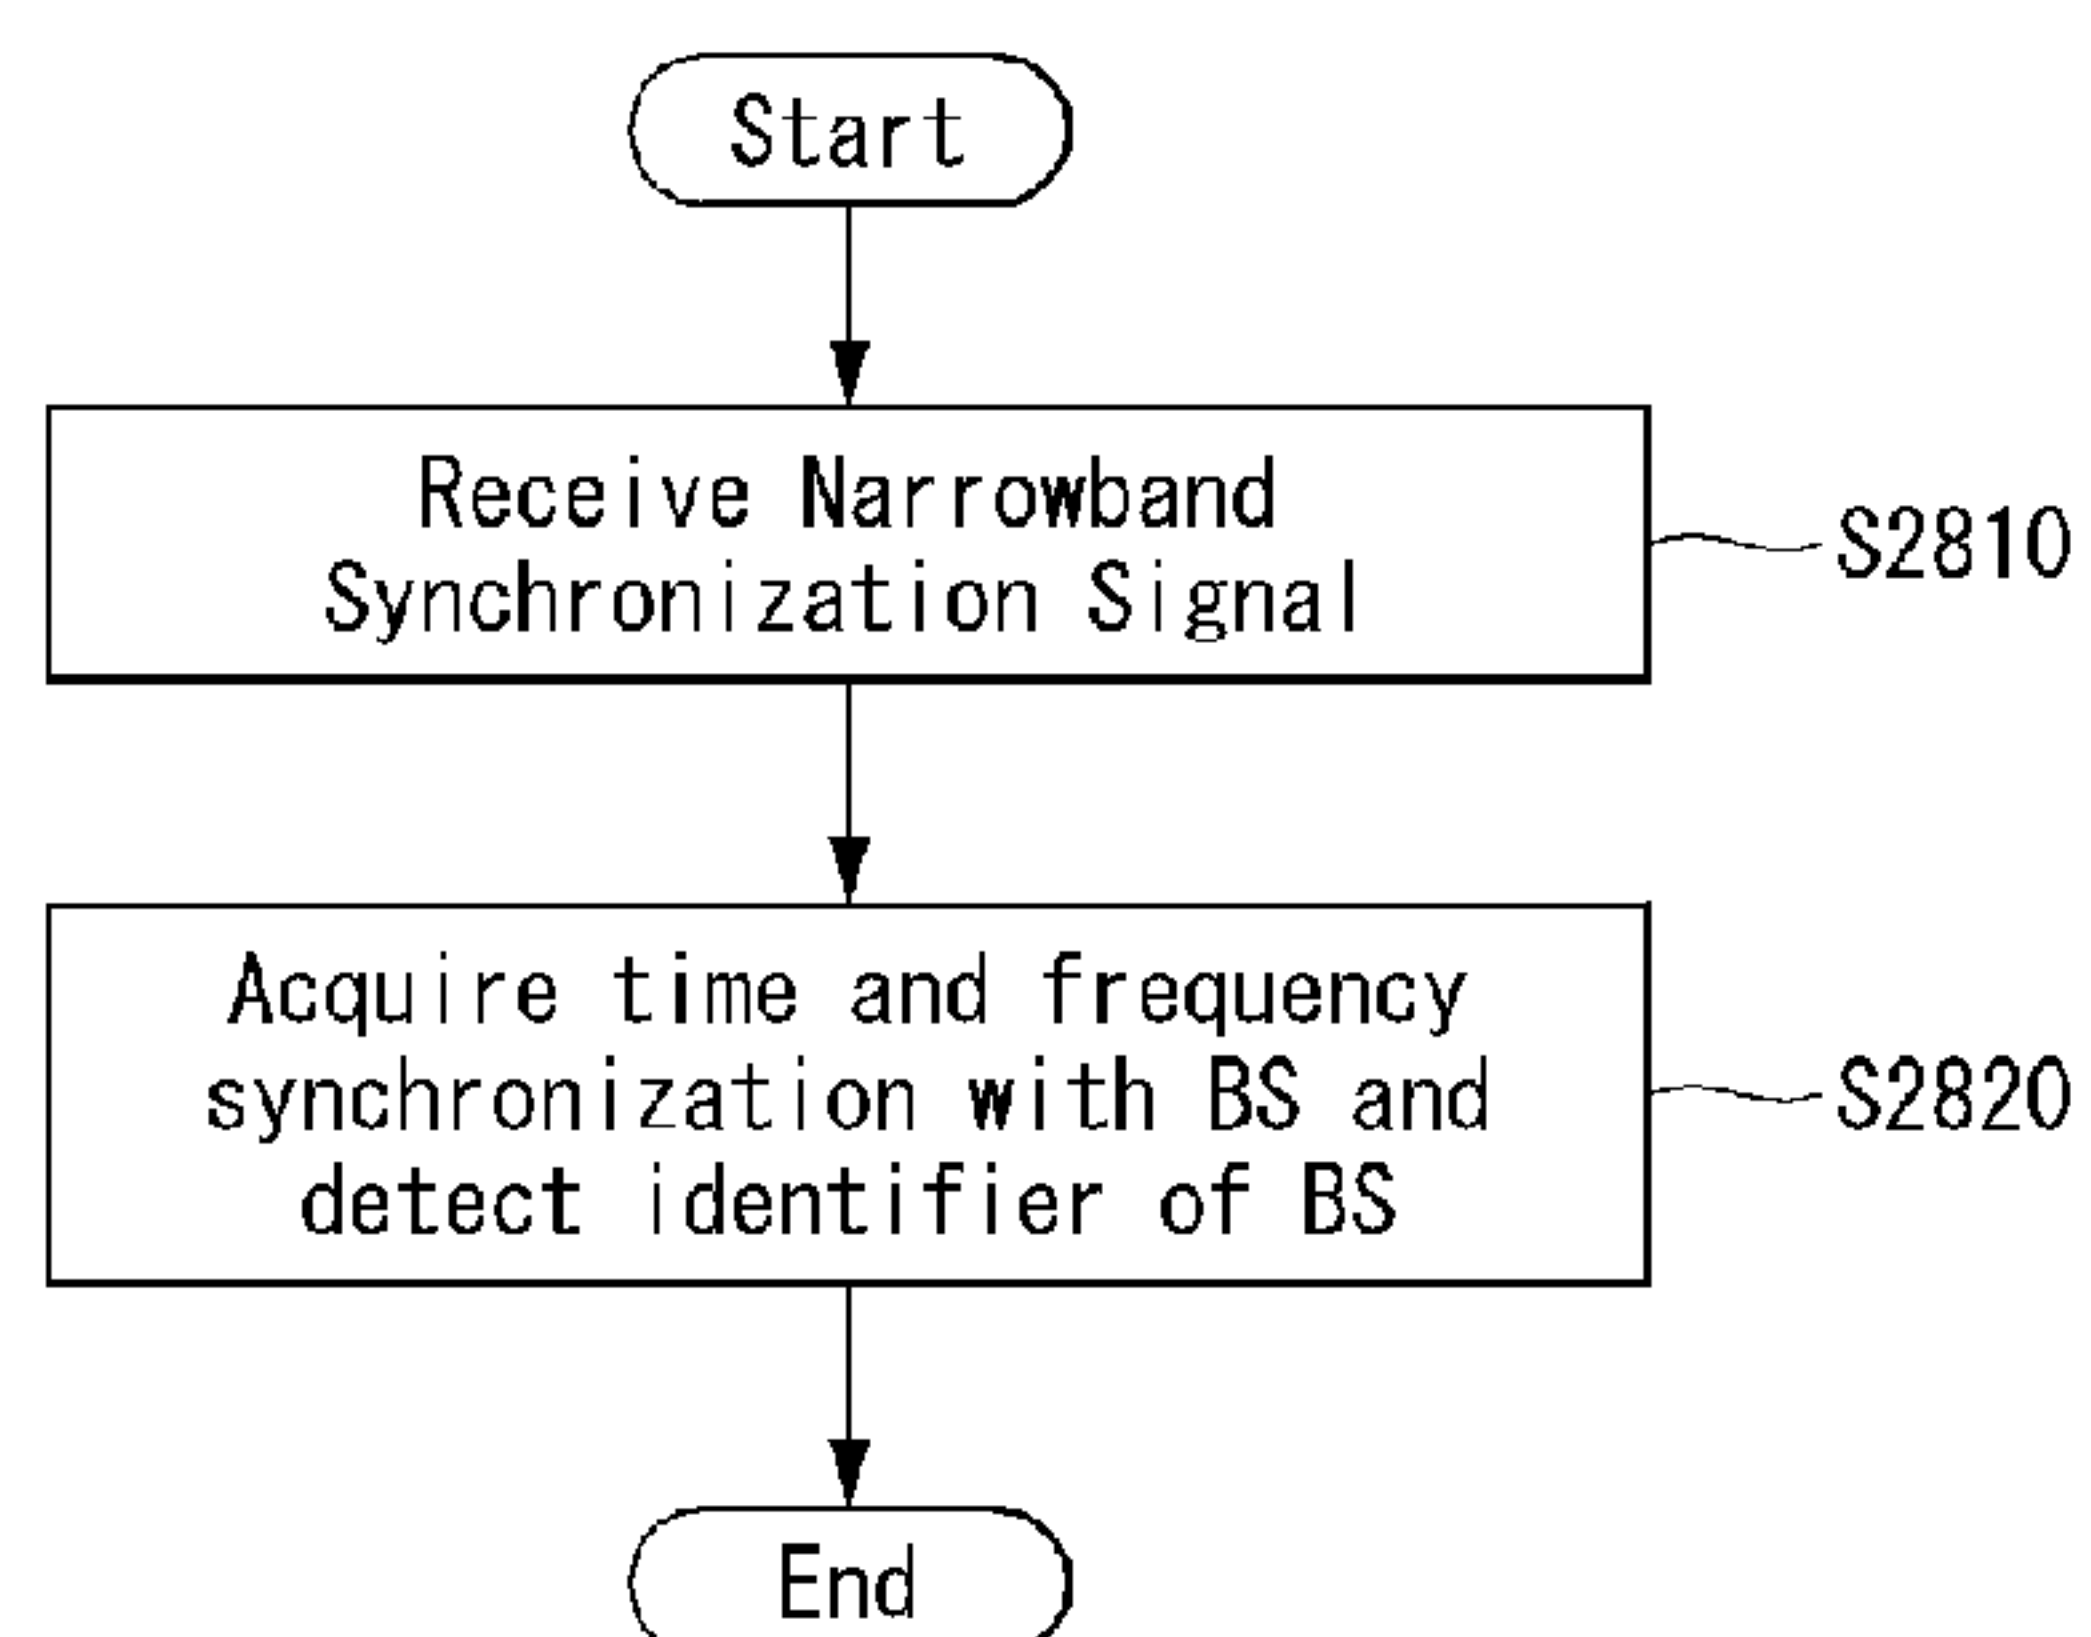 Start
Receive Narrowband
Synchronization Signal
S2810
Acquire time and frequency
synchronization with BS and
detect identifier of BS
S2820
End